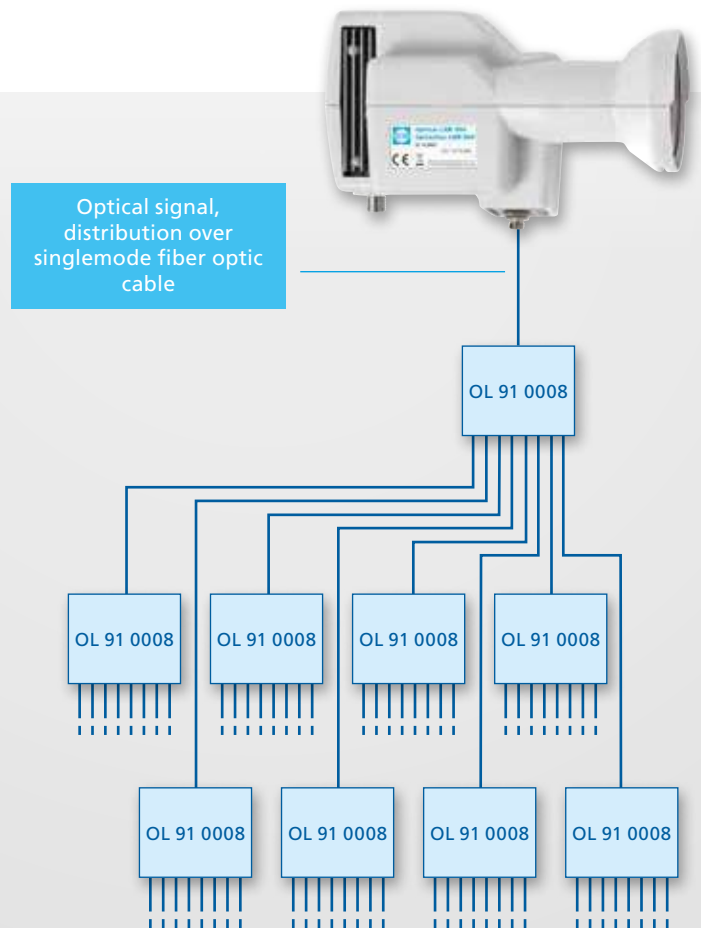 Optical signal,
distribution over
singlemode fiber optic
cable
OL 91 0008
OL 91 0008
OL 91 0008
OL 91 0008
OL 91 0008
OL 91 0008
OL 91 0008
OL 91 0008
OL 91 0008